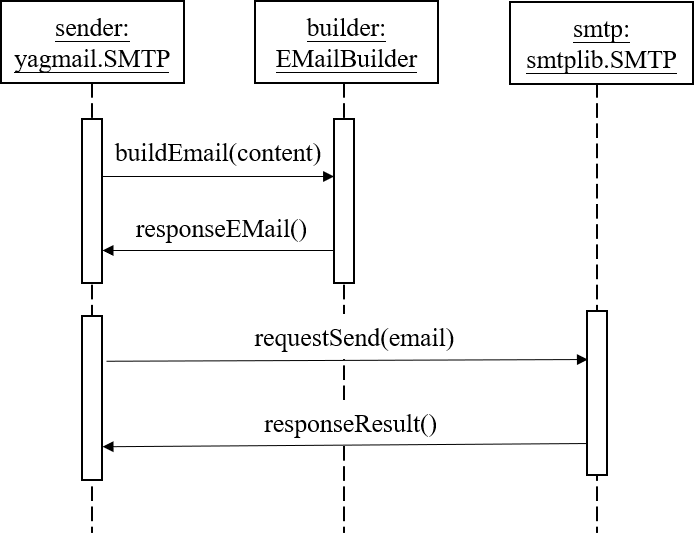 sender:
yagmail.SMTP
builder:
EMailBuilder
smtp:
smtplib.SMTP
buildEmail(content)
responseEMail()
requestSend(email)
responseResult()